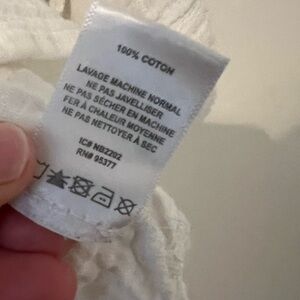 100% COTON
LAVAGE MACHINE NORMAL
NE PAS JAVELLISER
NE PAS SÉCHER EN MACHINE
FER À CHALEUR MOYENNE
NE PAS NETTOYER À SEC
IC# NB2202
RN# 95377